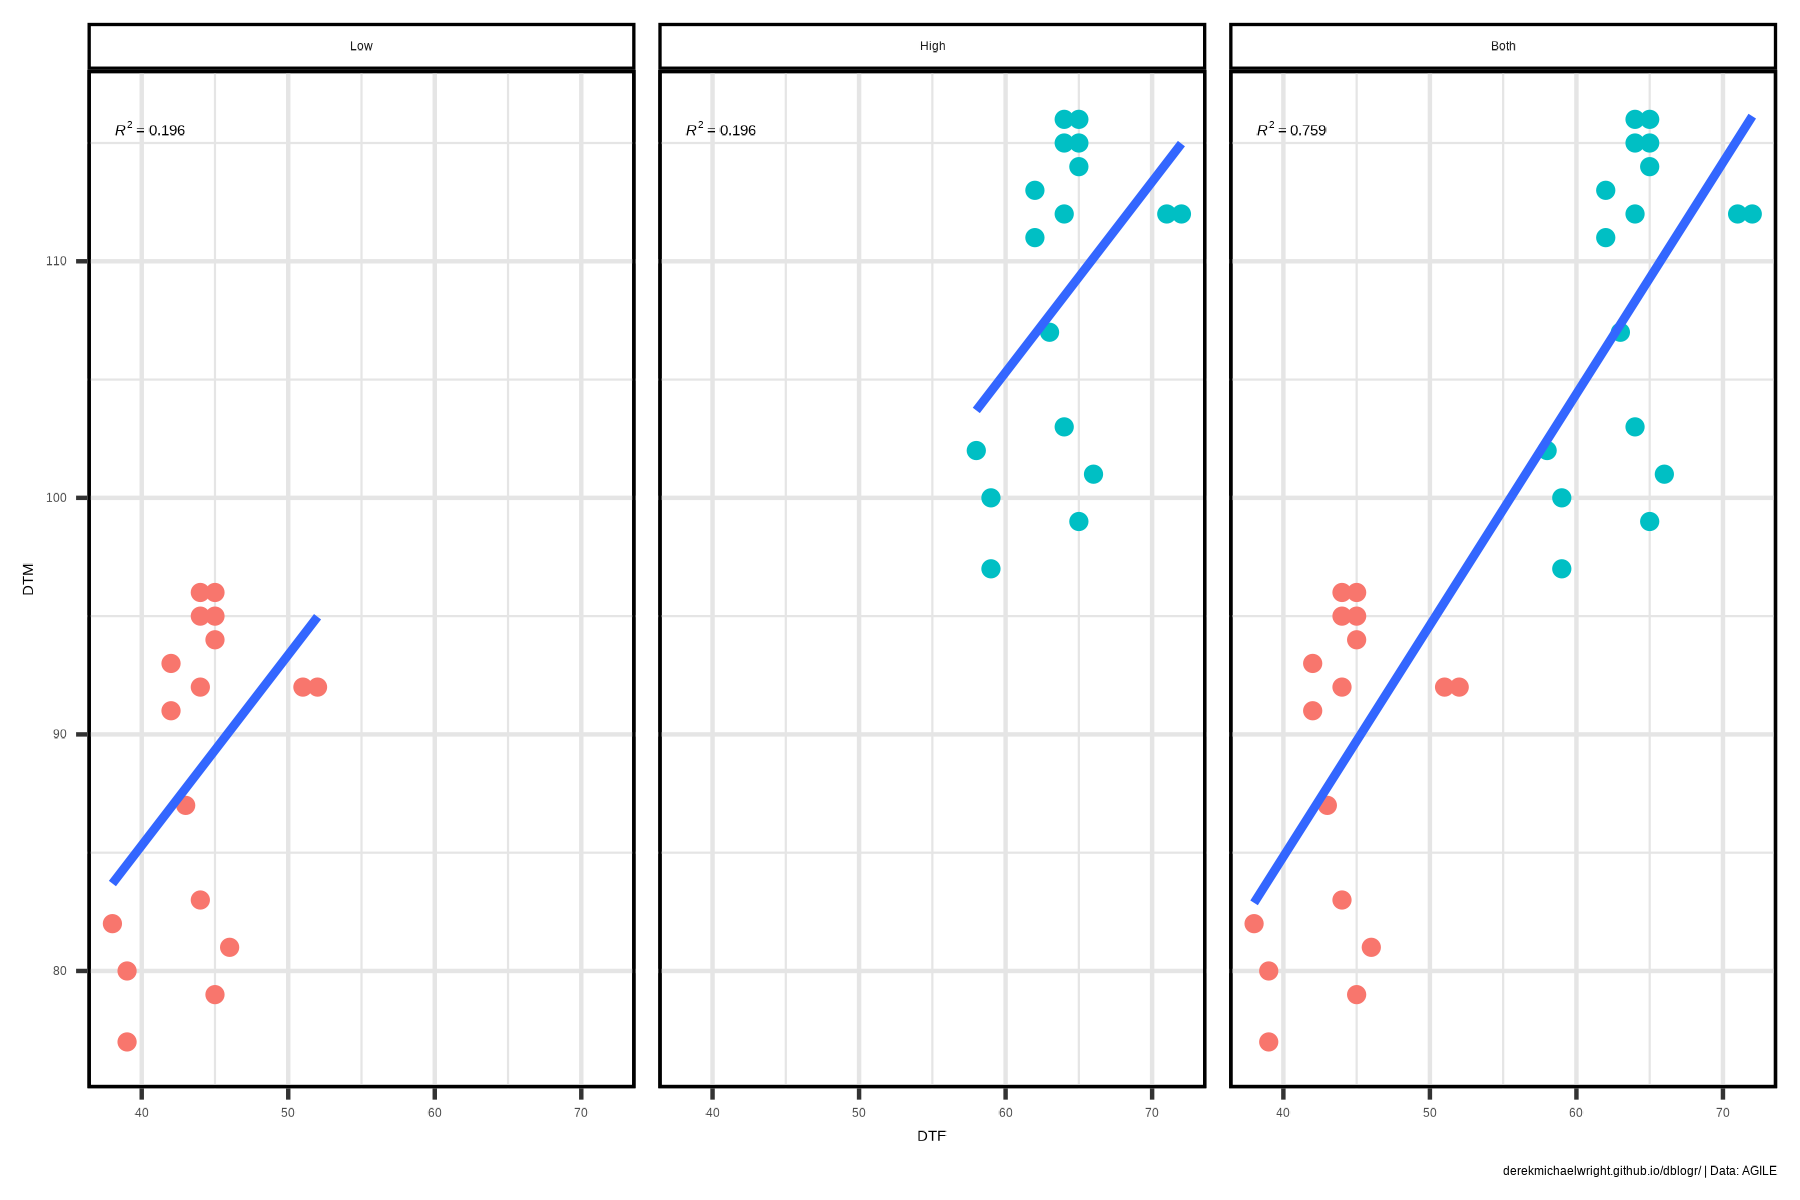 Low High Both
R² = 0.196 R² = 0.196 R² = 0.759
110
100
90
80
DTM
40 50 60 70 40 50 60 70 40 50 60 70
DTF
derekmichaelwright.github.io/dblogr/ | Data: AGILE